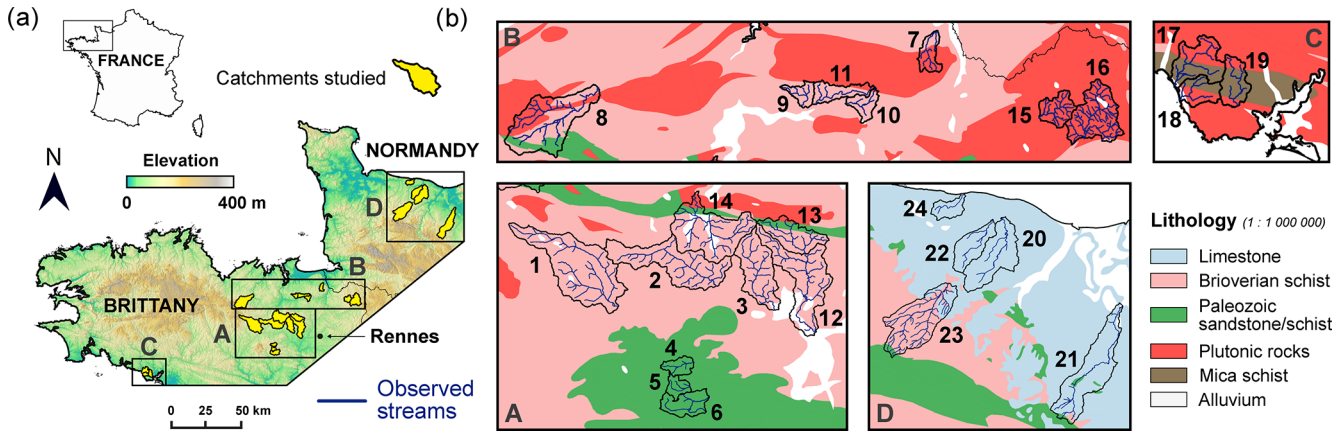 (a)
FRANCE
Catchments studied
N
Elevation
0
400 m
NORMANDY
D
BRITTANY
B
A
C
Rennes
Observed
streams
0 25 50 km
(b)
B
7
8
9
11
10
15
16
17
19
C
18
14
13
1
2
3
12
4
5
6
A
24
22
20
23
21
D
Lithology (1 : 1 000 000)
Limestone
Brioverian schist
Paleozoic
sandstone/schist
Plutonic rocks
Mica schist
Alluvium